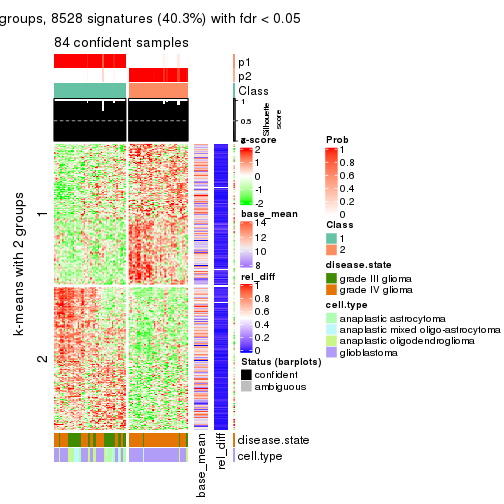 groups, 8528 signatures (40.3%) with fdr < 0.05
84 confident samples
p1
p2
Class
1
0.5
Silhouette
score
k-means with 2 groups
1
2
2
1
0
-1
-2
base_mean
14
12
10
8
rel_diff
1
0.8
0.6
0.4
0.2
0
Status (barplots)
confident
ambiguous
Prob
1
0.8
0.6
0.4
0.2
0
Class
1
2
disease.state
grade III glioma
grade IV glioma
cell.type
anaplastic astrocytoma
anaplastic mixed oligo-astrocytoma
anaplastic oligodendroglioma
glioblastoma
disease.state
cell.type
base_mean
rel_diff